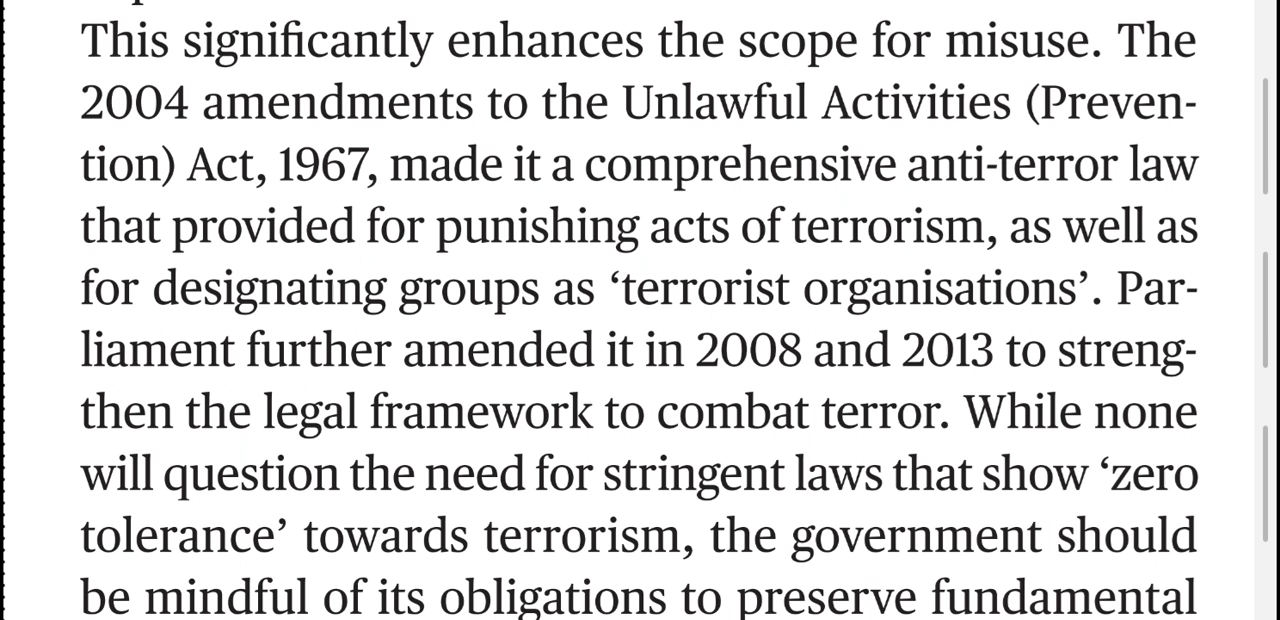 This significantly enhances the scope for misuse. The
2004 amendments to the Unlawful Activities (Preven-
tion) Act, 1967, made it a comprehensive anti-terror law
that provided for punishing acts of terrorism, as well as
for designating groups as ‘terrorist organisations’. Par-
liament further amended it in 2008 and 2013 to streng-
then the legal framework to combat terror. While none
will question the need for stringent laws that show ‘zero
tolerance’ towards terrorism, the government should
be mindful of its obligations to preserve fundamental